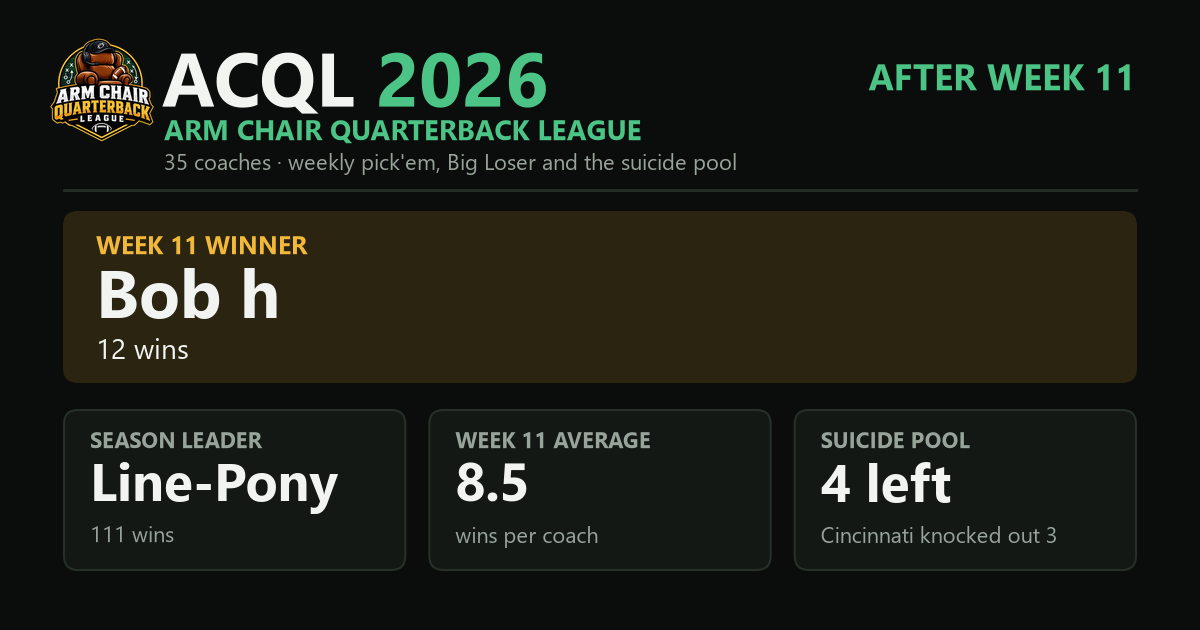 ARM CHAIR
QUARTERBACK
LEAGUE
ACQL 2026
ARM CHAIR QUARTERBACK LEAGUE
35 coaches · weekly pick'em, Big Loser and the suicide pool
AFTER WEEK 11
WEEK 11 WINNER
Bob h
12 wins
SEASON LEADER
Line-Pony
111 wins
WEEK 11 AVERAGE
8.5
wins per coach
SUICIDE POOL
4 left
Cincinnati knocked out 3